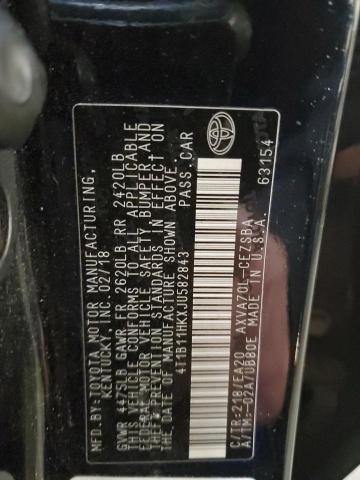 MFD.BY:TOYOTA MOTOR MANUFACTURING,
KENTUCKY, INC. 02/18
GVWR 4475LB GAWR FR 2620LB RR 2420LB
THIS VEHICLE CONFORMS TO ALL APPLICABLE
FEDERAL MOTOR VEHICLE SAFETY, BUMPER, AND
THEFT PREVENTION STANDARDS IN EFFECT ON
THE DATE OF MANUFACTURE SHOWN ABOVE.
4T1B11HKXJU582843 PASS.CAR
C/TR:218/FA20 AXVA70L-CEZSBA
A/TM:-02A/UB80E MADE IN U.S.A.
63154